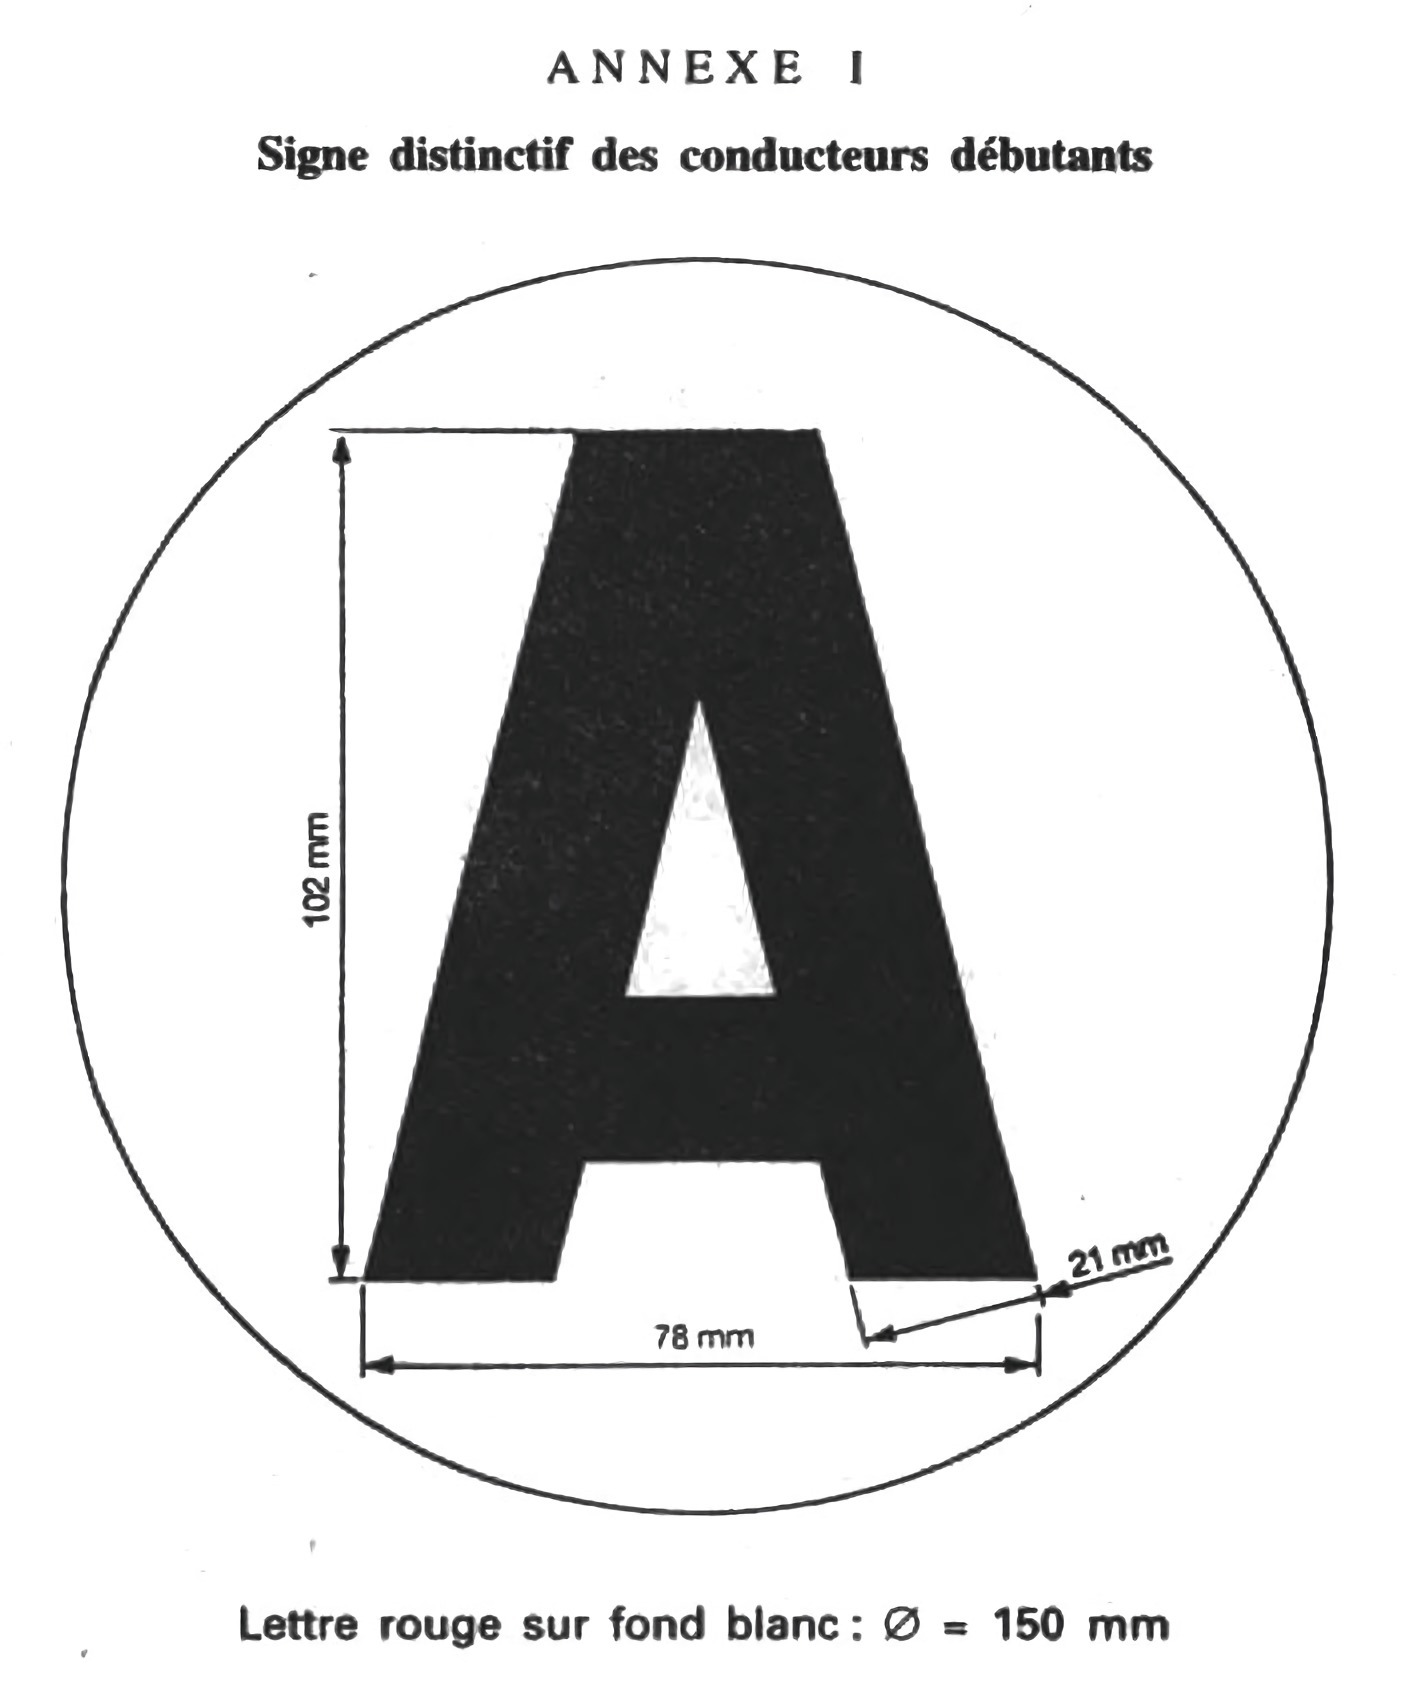 ANNEXE I
Signe distinctif des conducteurs débutants
A
102 mm
21 mm
78 mm
Lettre rouge sur fond blanc : Ø = 150 mm